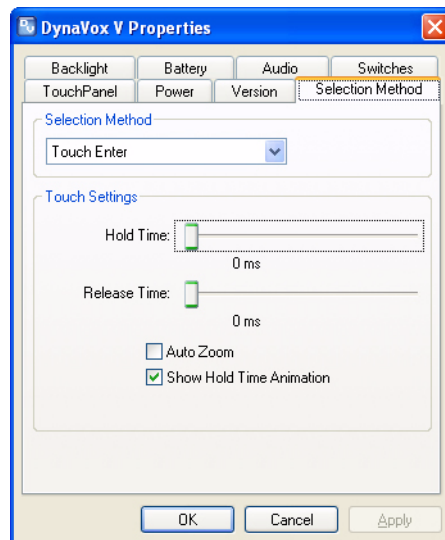 DynaVox V Properties
Backlight Battery Audio Switches
TouchPanel Power Version Selection Method
Selection Method
Touch Enter
Touch Settings
Hold Time:
0 ms
Release Time:
0 ms
Auto Zoom
Show Hold Time Animation
OK Cancel Apply